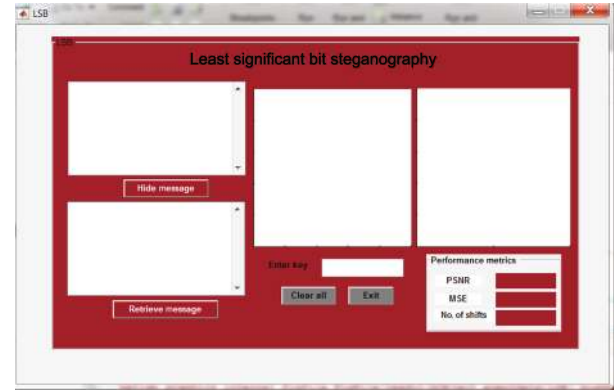 LSB
LSB
Least significant bit steganography
Hide message
Enter key
Performance metrics
PSNR
MSE
No. of shifts
Clear all
Exit
Retrieve message